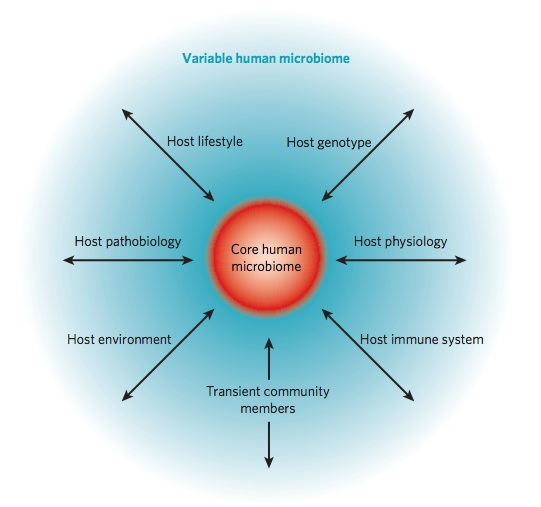 Variable human microbiome
Host lifestyle
Host genotype
Host pathobiology
Core human
microbiome
Host physiology
Host environment
Host immune system
Transient community
members